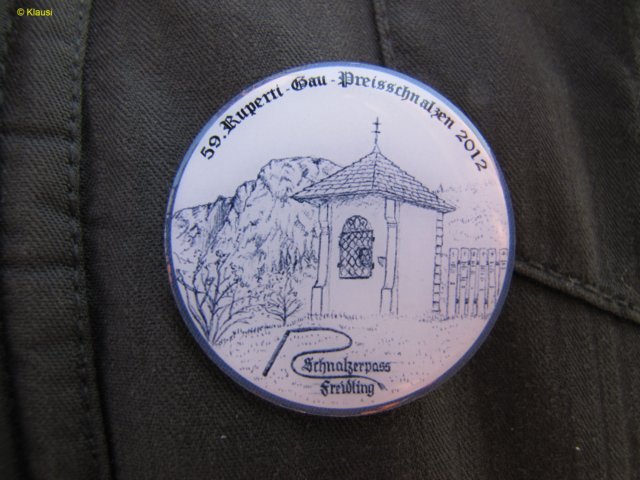 © Klausi
59. Ruperti-Gau-Preisschnalzen 2012
Schnalzerpass
Freidling